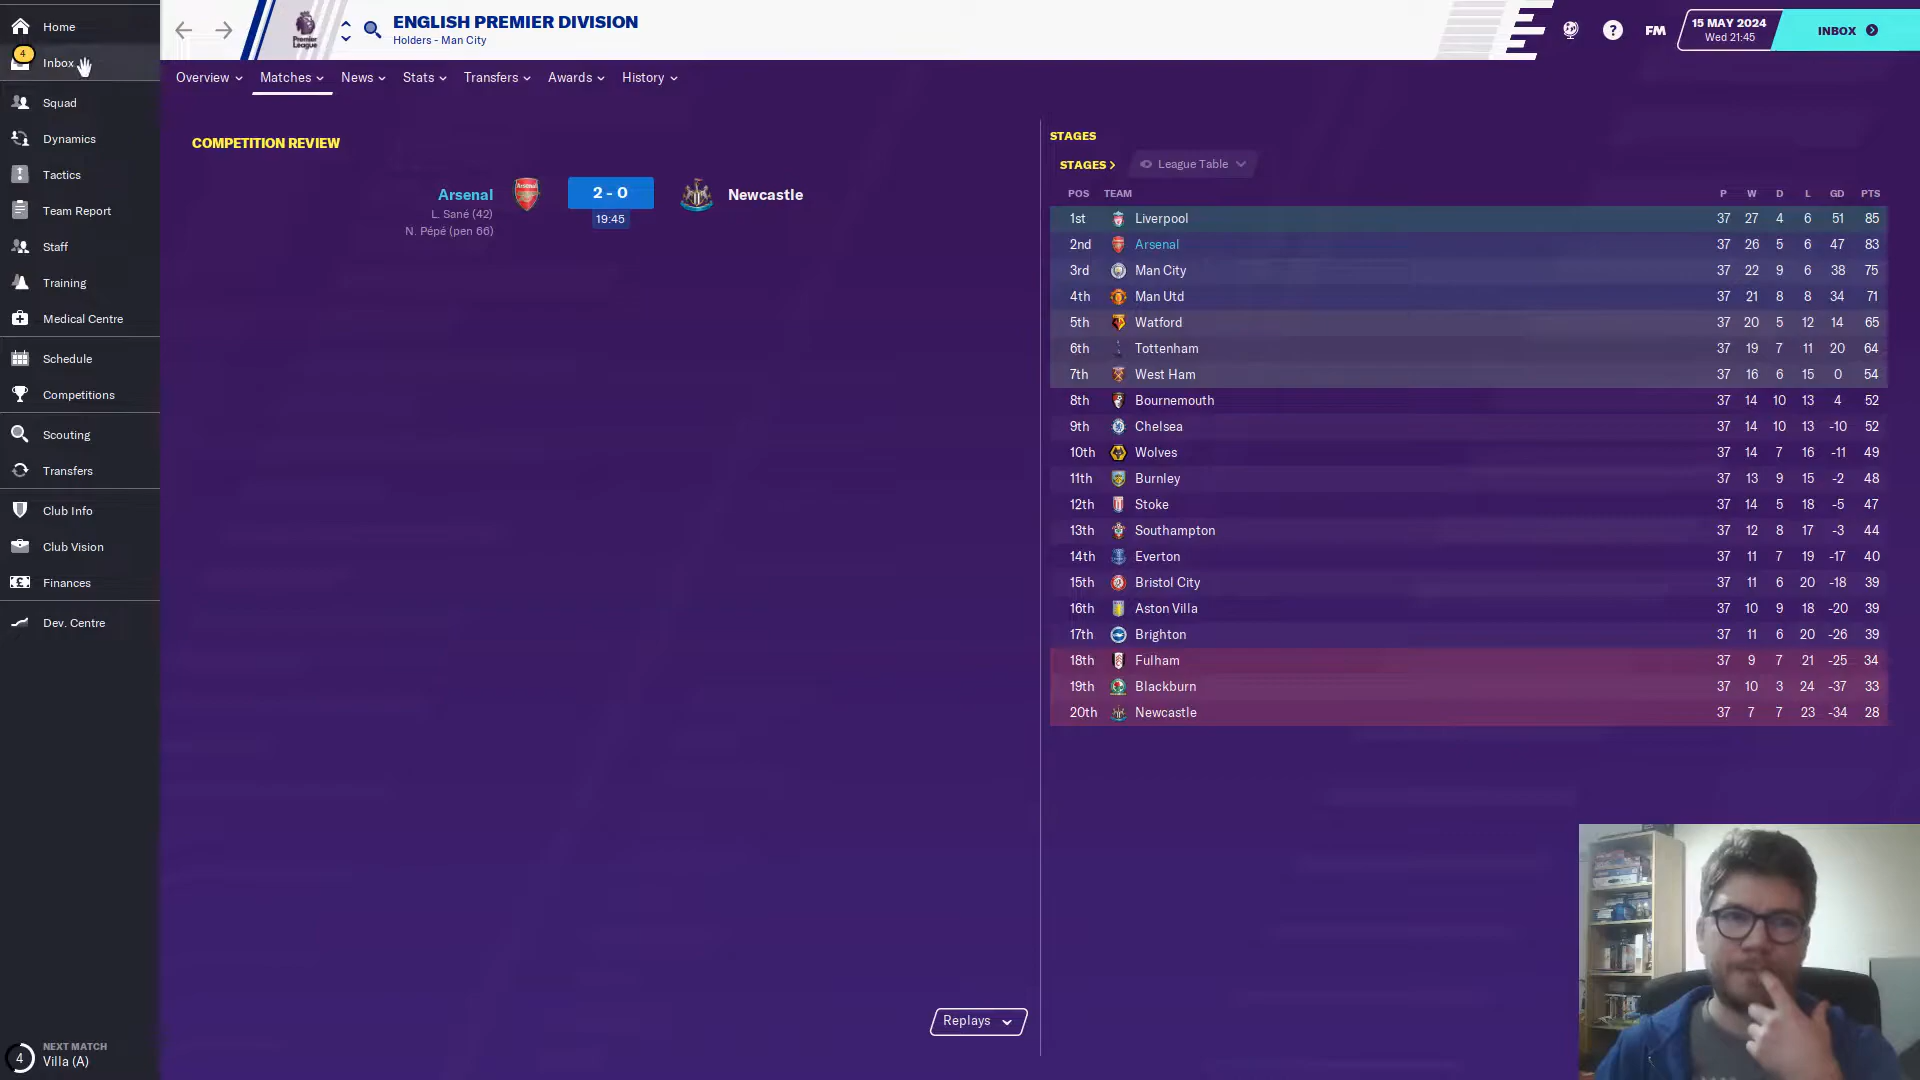 Home
4
Inbox
Squad
Dynamics
Tactics
Team Report
Staff
Training
Medical Centre
Schedule
Competitions
Scouting
Transfers
Club Info
Club Vision
Finances
Dev. Centre
4
NEXT MATCH
Villa (A)
Premier
League
ENGLISH PREMIER DIVISION
Holders - Man City
?
FM
15 MAY 2024
Wed 21:45
INBOX
Overview Matches News Stats Transfers Awards History
COMPETITION REVIEW
Arsenal 2 - 0 Newcastle
L. Sané (42) 19:45
N. Pépé (pen 66)
Replays
STAGES
STAGES > League Table
POS TEAM P W D L GD PTS
1st Liverpool 37 27 4 6 51 85
2nd Arsenal 37 26 5 6 47 83
3rd Man City 37 22 9 6 38 75
4th Man Utd 37 21 8 8 34 71
5th Watford 37 20 5 12 14 65
6th Tottenham 37 19 7 11 20 64
7th West Ham 37 16 6 15 0 54
8th Bournemouth 37 14 10 13 4 52
9th Chelsea 37 14 10 13 -10 52
10th Wolves 37 14 7 16 -11 49
11th Burnley 37 13 9 15 -2 48
12th Stoke 37 14 5 18 -5 47
13th Southampton 37 12 8 17 -3 44
14th Everton 37 11 7 19 -17 40
15th Bristol City 37 11 6 20 -18 39
16th Aston Villa 37 10 9 18 -20 39
17th Brighton 37 11 6 20 -26 39
18th Fulham 37 9 7 21 -25 34
19th Blackburn 37 10 3 24 -37 33
20th Newcastle 37 7 7 23 -34 28